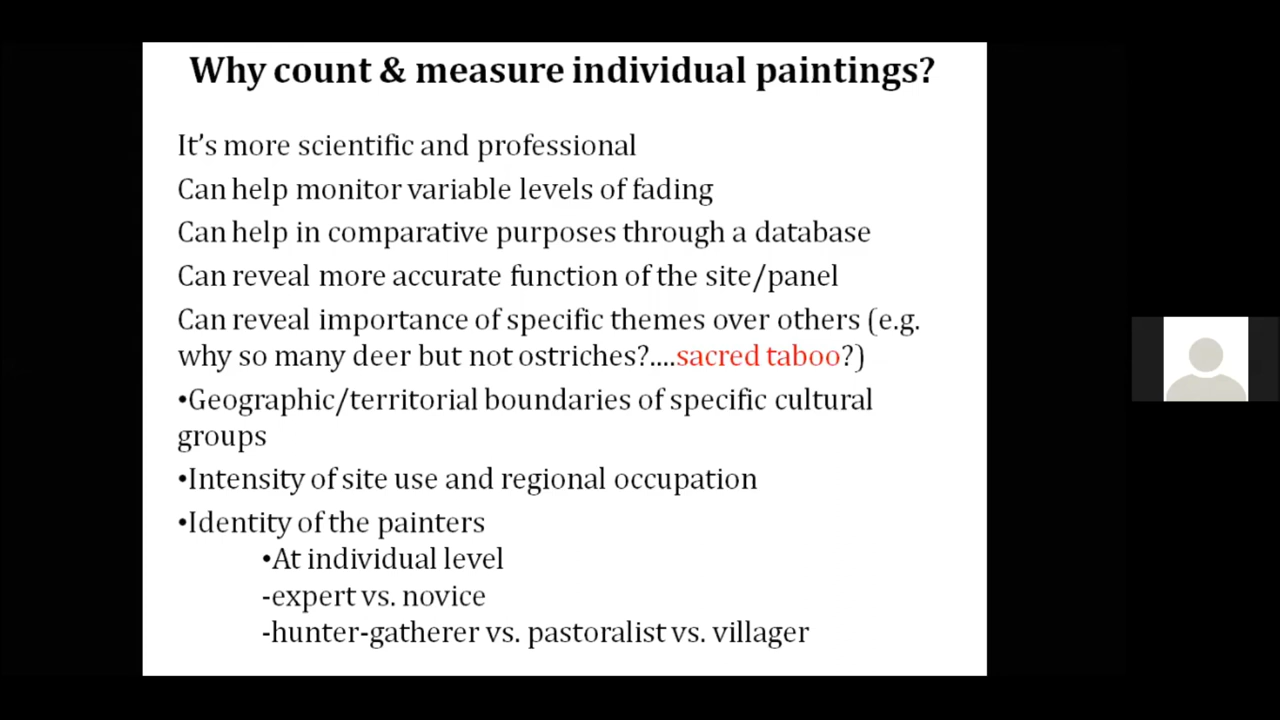 Why count & measure individual paintings?
It's more scientific and professional
Can help monitor variable levels of fading
Can help in comparative purposes through a database
Can reveal more accurate function of the site/panel
Can reveal importance of specific themes over others (e.g.
why so many deer but not ostriches?....sacred taboo?)
•Geographic/territorial boundaries of specific cultural
groups
•Intensity of site use and regional occupation
•Identity of the painters
•At individual level
-expert vs. novice
-hunter-gatherer vs. pastoralist vs. villager